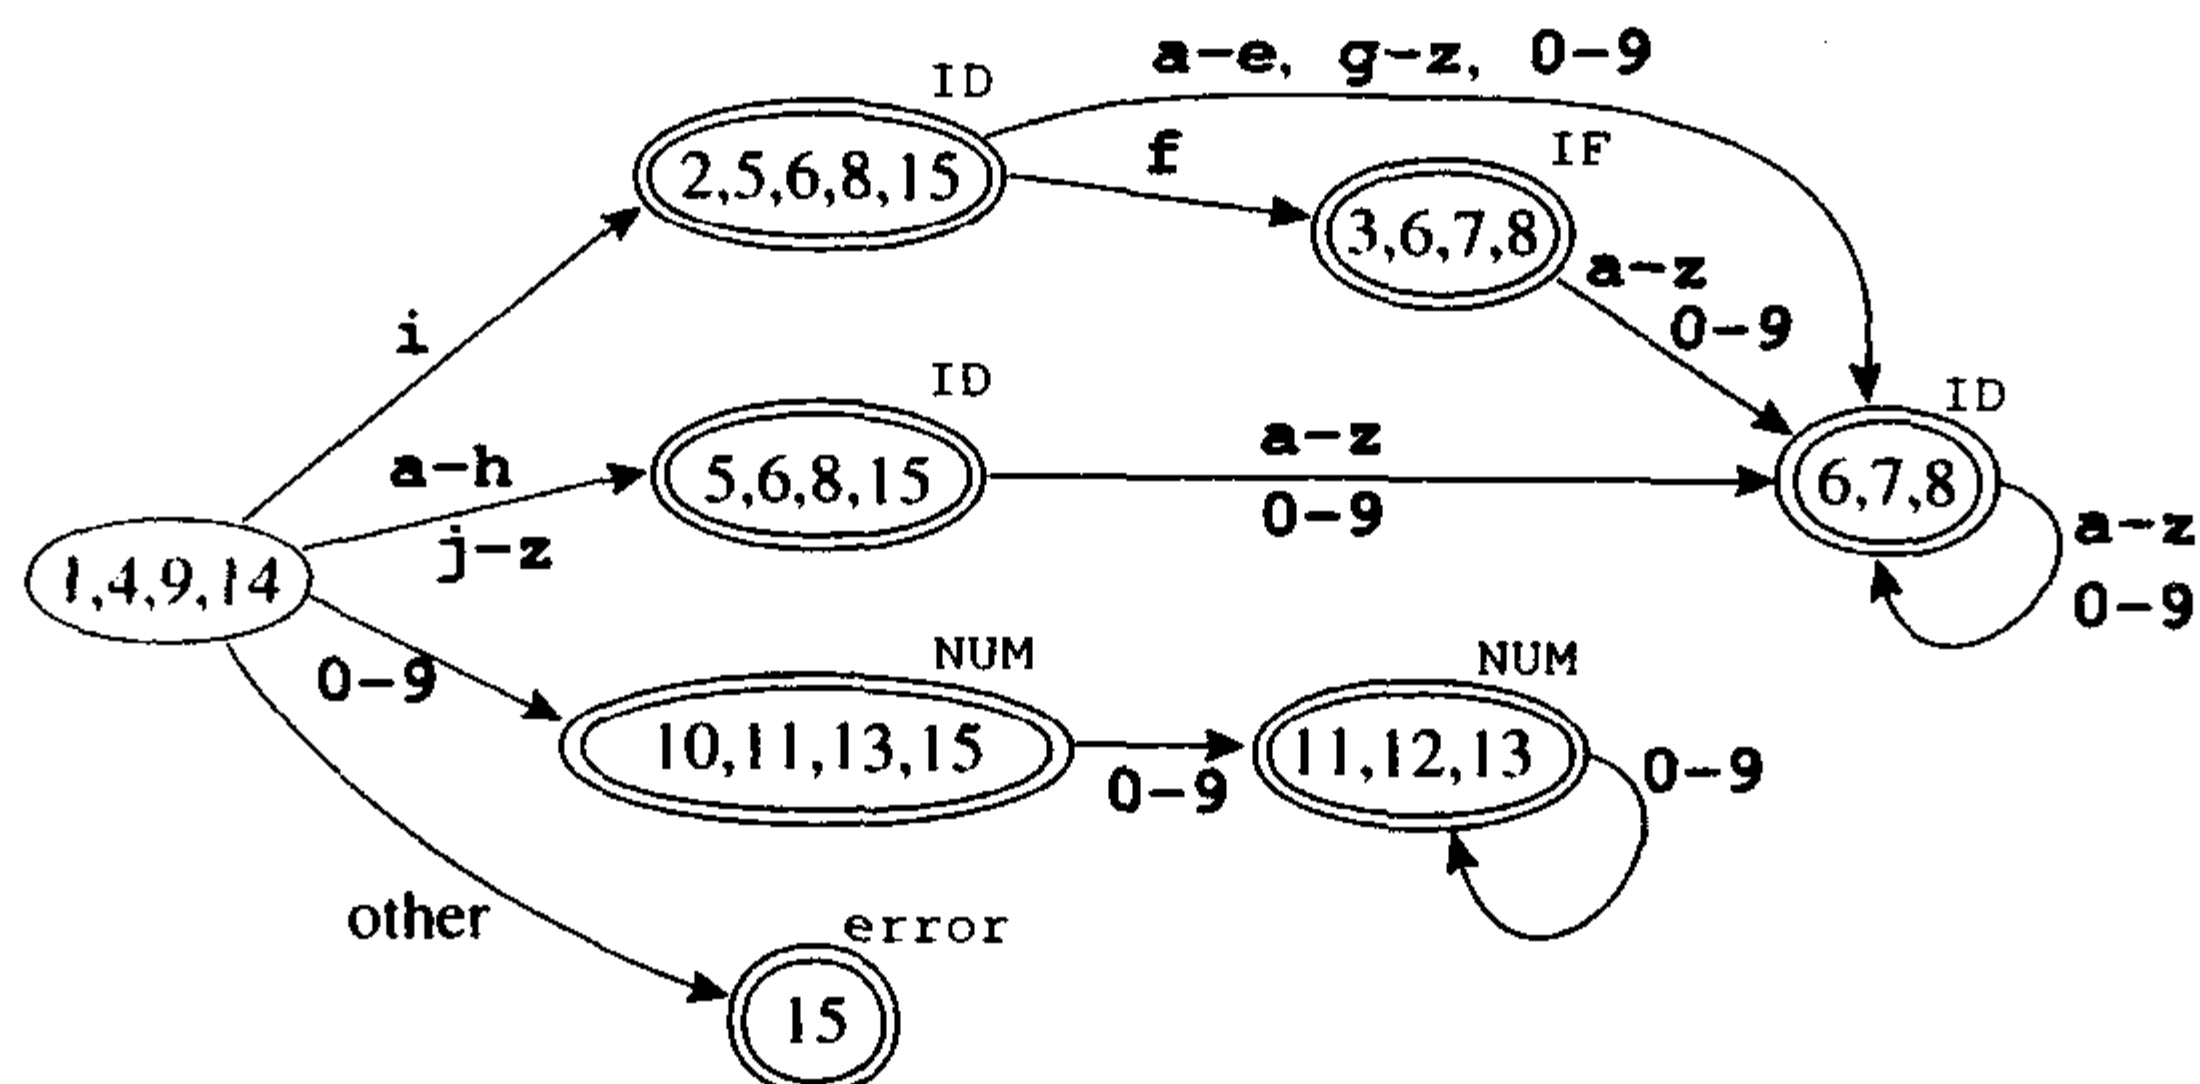 a-e, g-z, 0-9
ID
2,5,6,8,15
f
IF
3,6,7,8
a-z
0-9
i
ID
5,6,8,15
a-z
0-9
ID
6,7,8
a-z
0-9
a-h
j-z
1,4,9,14
0-9
NUM
10,11,13,15
0-9
NUM
11,12,13
0-9
other
error
15